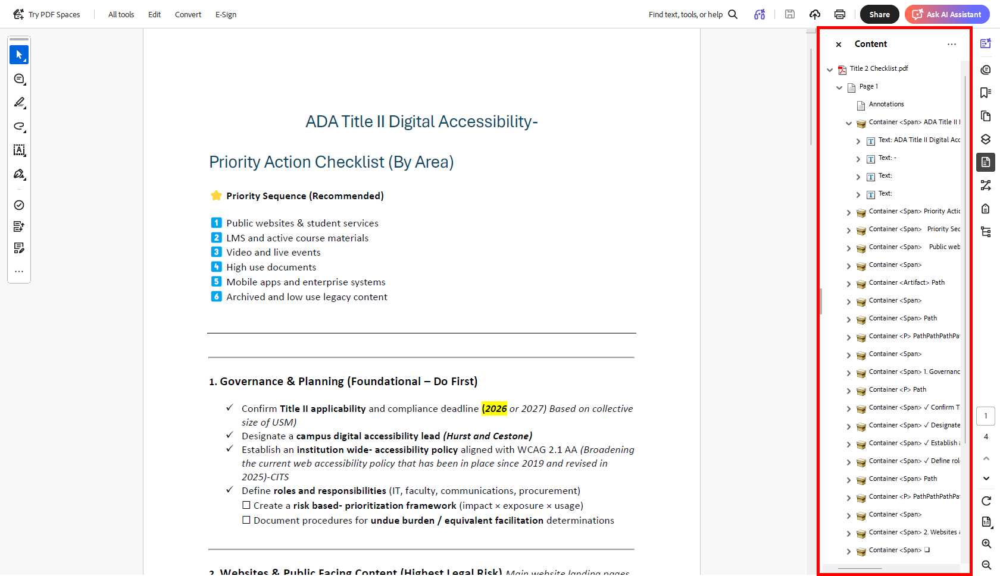 Try PDF Spaces
All tools
Edit
Convert
E-Sign
Find text, tools, or help
Share
Ask AI Assistant
ADA Title II Digital Accessibility-
Priority Action Checklist (By Area)
Priority Sequence (Recommended)
1 Public websites & student services
2 LMS and active course materials
3 Video and live events
4 High use documents
5 Mobile apps and enterprise systems
6 Archived and low use legacy content
1. Governance & Planning (Foundational – Do First)
✓ Confirm Title II applicability and compliance deadline (2026 or 2027) Based on collective
size of USM)
✓ Designate a campus digital accessibility lead (Hurst and Cestone)
✓ Establish an institution wide- accessibility policy aligned with WCAG 2.1 AA (Broadening
the current web accessibility policy that has been in place since 2019 and revised in
2025)-CITS
✓ Define roles and responsibilities (IT, faculty, communications, procurement)
☐ Create a risk based- prioritization framework (impact × exposure × usage)
☐ Document procedures for undue burden / equivalent facilitation determinations
2. Websites & Public Facing Content (Highest Legal Risk) Main website landing pages
Content
Title 2 Checklist.pdf
Page 1
Annotations
Container <Span> ADA Title II
Text: ADA Title II Digital Acc
Text: -
Text:
Text:
Container <Span> Priority Actic
Container <Span> Priority Sec
Container <Span> Public web
Container <Span>
Container <Artifact> Path
Container <Span>
Container <Span> Path
Container <P> PathPathPathPa
Container <Span>
Container <Span> 1. Governanc
Container <P> Path
Container <Span> ✓ Confirm T
Container <Span> ✓ Designate
Container <Span> ✓ Establish
Container <Span> ✓ Define rol
Container <Span> Path
Container <P> PathPathPathPa
Container <Span>
Container <Span> 2. Websites
Container <Span> ❑
1
4